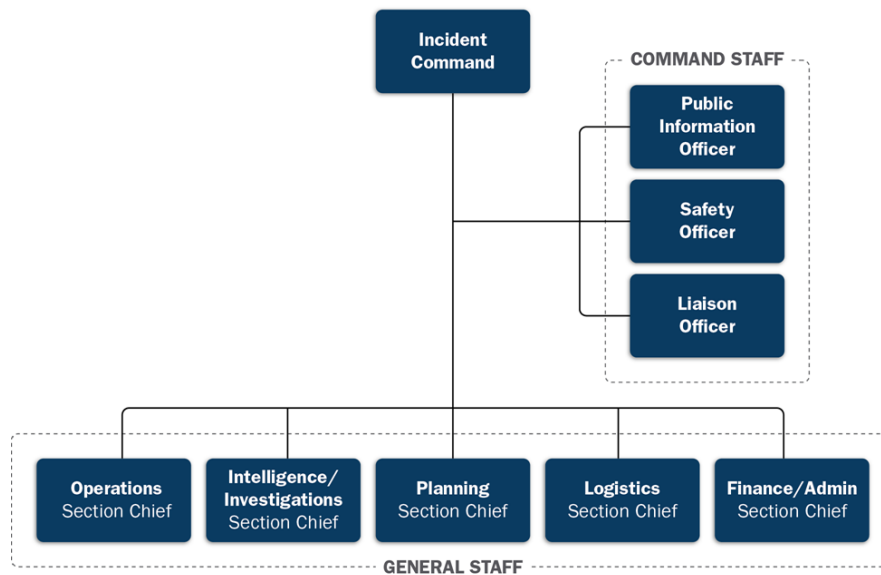 Incident
Command
COMMAND STAFF
Public
Information
Officer
Safety
Officer
Liaison
Officer
Operations
Section Chief
Intelligence/
Investigations
Section Chief
Planning
Section Chief
Logistics
Section Chief
Finance/Admin
Section Chief
GENERAL STAFF